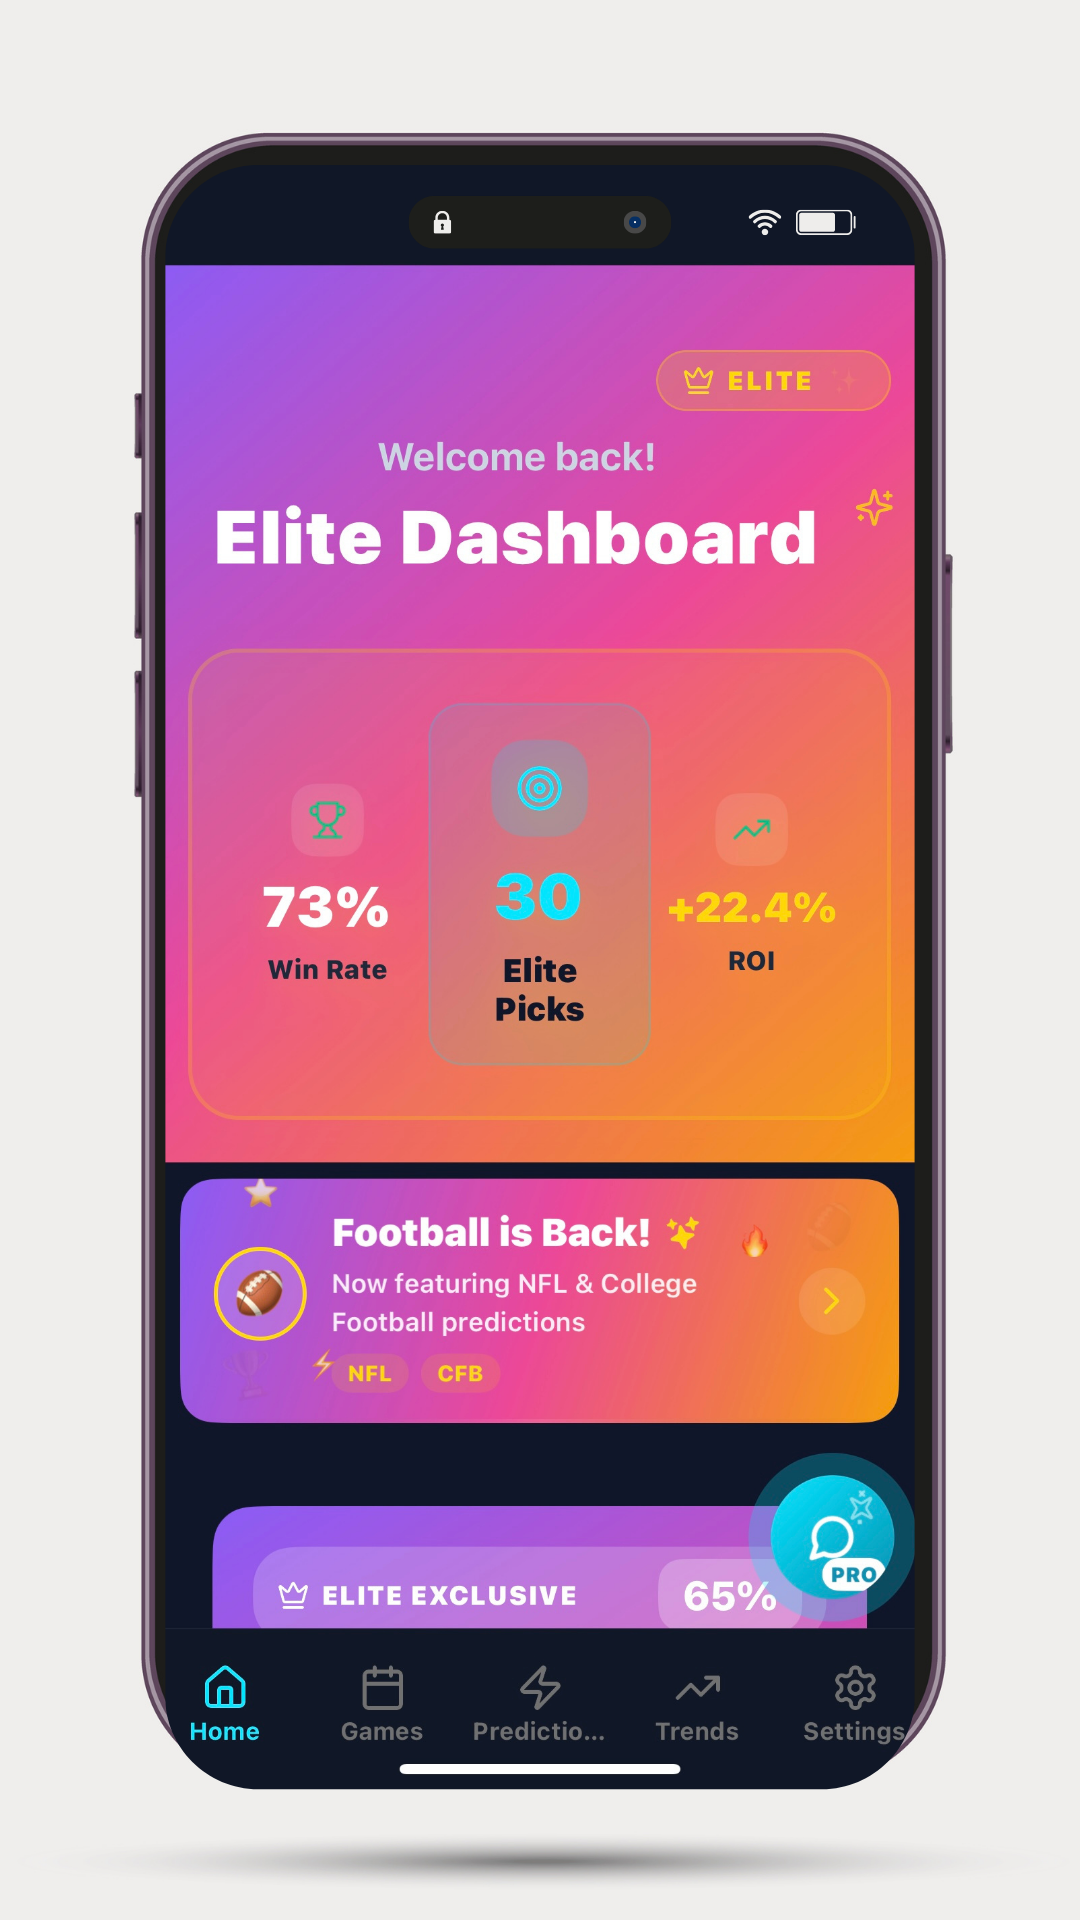 ELITE
Welcome back!
Elite Dashboard
73%
Win Rate
30
Elite
Picks
+22.4%
ROI
Football is Back!
Now featuring NFL & College
Football predictions
NFL
CFB
ELITE EXCLUSIVE
65%
PRO
Home
Games
Predictio...
Trends
Settings